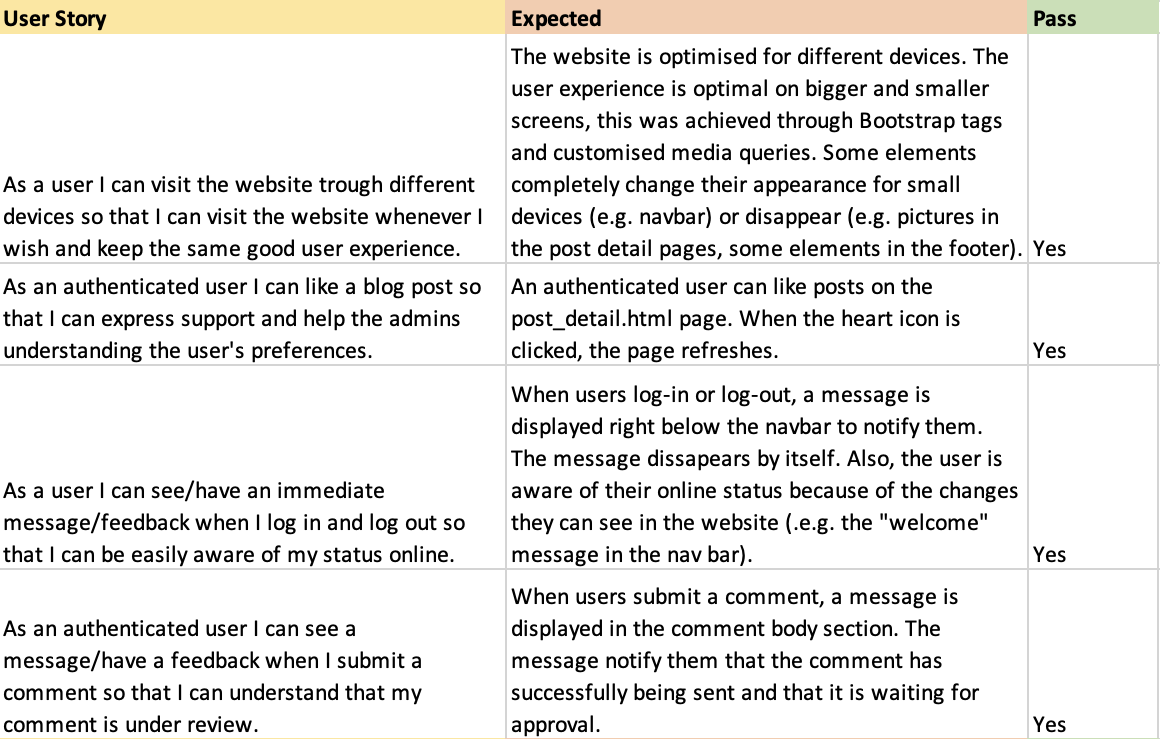 User Story Expected Pass
As a user I can visit the website trough different
devices so that I can visit the website whenever I
wish and keep the same good user experience.
The website is optimised for different devices. The
user experience is optimal on bigger and smaller
screens, this was achieved through Bootstrap tags
and customised media queries. Some elements
completely change their appearance for small
devices (e.g. navbar) or disappear (e.g. pictures in
the post detail pages, some elements in the footer).
Yes
As an authenticated user I can like a blog post so
that I can express support and help the admins
understanding the user's preferences.
An authenticated user can like posts on the
post_detail.html page. When the heart icon is
clicked, the page refreshes.
Yes
As a user I can see/have an immediate
message/feedback when I log in and log out so
that I can be easily aware of my status online.
When users log-in or log-out, a message is
displayed right below the navbar to notify them.
The message dissapears by itself. Also, the user is
aware of their online status because of the changes
they can see in the website (.e.g. the "welcome"
message in the nav bar).
Yes
As an authenticated user I can see a
message/have a feedback when I submit a
comment so that I can understand that my
comment is under review.
When users submit a comment, a message is
displayed in the comment body section. The
message notify them that the comment has
successfully being sent and that it is waiting for
approval.
Yes